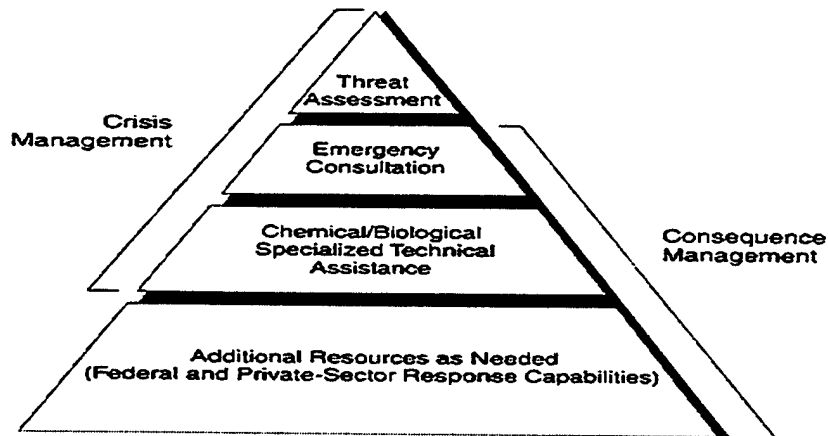 Threat
Assessment
Crisis
Management
Emergency
Consultation
Chemical/Biological
Specialized Technical
Assistance
Consequence
Management
Additional Resources as Needed
(Federal and Private-Sector Response Capabilities)